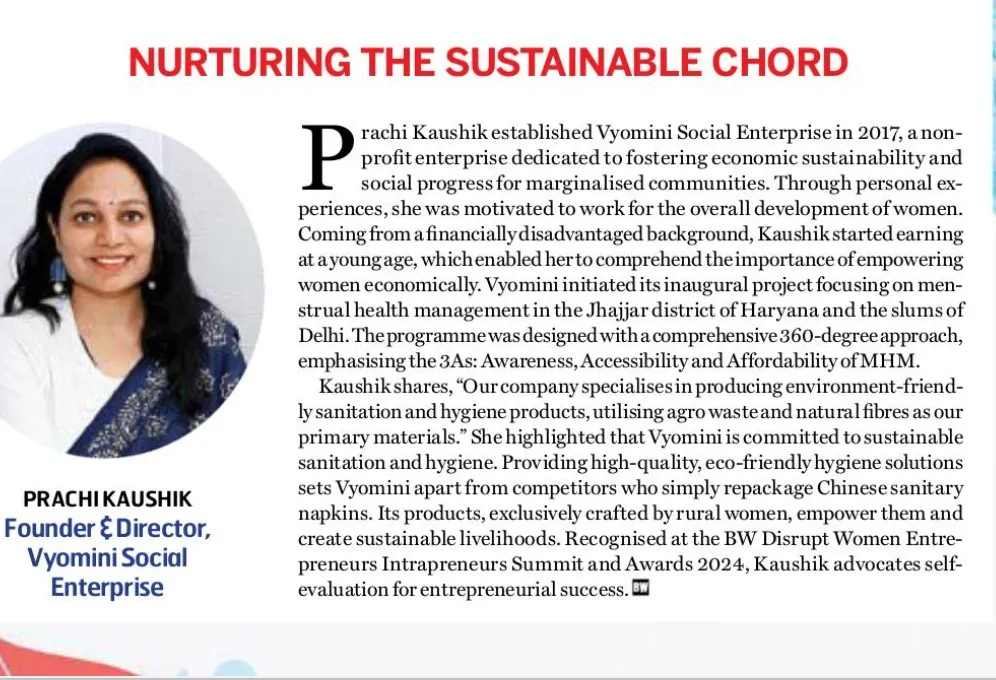 NURTURING THE SUSTAINABLE CHORD
Prachi Kaushik established Vyomini Social Enterprise in 2017, a non-
profit enterprise dedicated to fostering economic sustainability and
social progress for marginalised communities. Through personal ex-
periences, she was motivated to work for the overall development of women.
Coming from a financially disadvantaged background, Kaushik started earning
at a young age, which enabled her to comprehend the importance of empowering
women economically. Vyomini initiated its inaugural project focusing on men-
strual health management in the Jhajjar district of Haryana and the slums of
Delhi. The programme was designed with a comprehensive 360-degree approach,
emphasising the 3As: Awareness, Accessibility and Affordability of MHM.
Kaushik shares, “Our company specialises in producing environment-friend-
ly sanitation and hygiene products, utilising agro waste and natural fibres as our
primary materials.” She highlighted that Vyomini is committed to sustainable
sanitation and hygiene. Providing high-quality, eco-friendly hygiene solutions
sets Vyomini apart from competitors who simply repackage Chinese sanitary
napkins. Its products, exclusively crafted by rural women, empower them and
create sustainable livelihoods. Recognised at the BW Disrupt Women Entre-
preneurs Intrapreneurs Summit and Awards 2024, Kaushik advocates self-
evaluation for entrepreneurial success. BW
PRACHI KAUSHIK
Founder & Director,
Vyomini Social
Enterprise